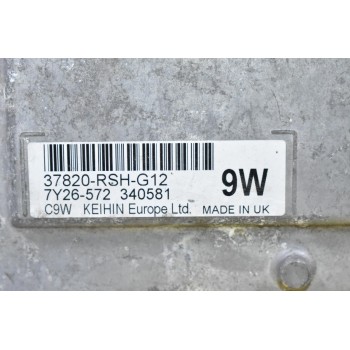 37820-RSH-G12
7Y26-572 340581
9W
C9W KEIHIN Europe Ltd. MADE IN UK